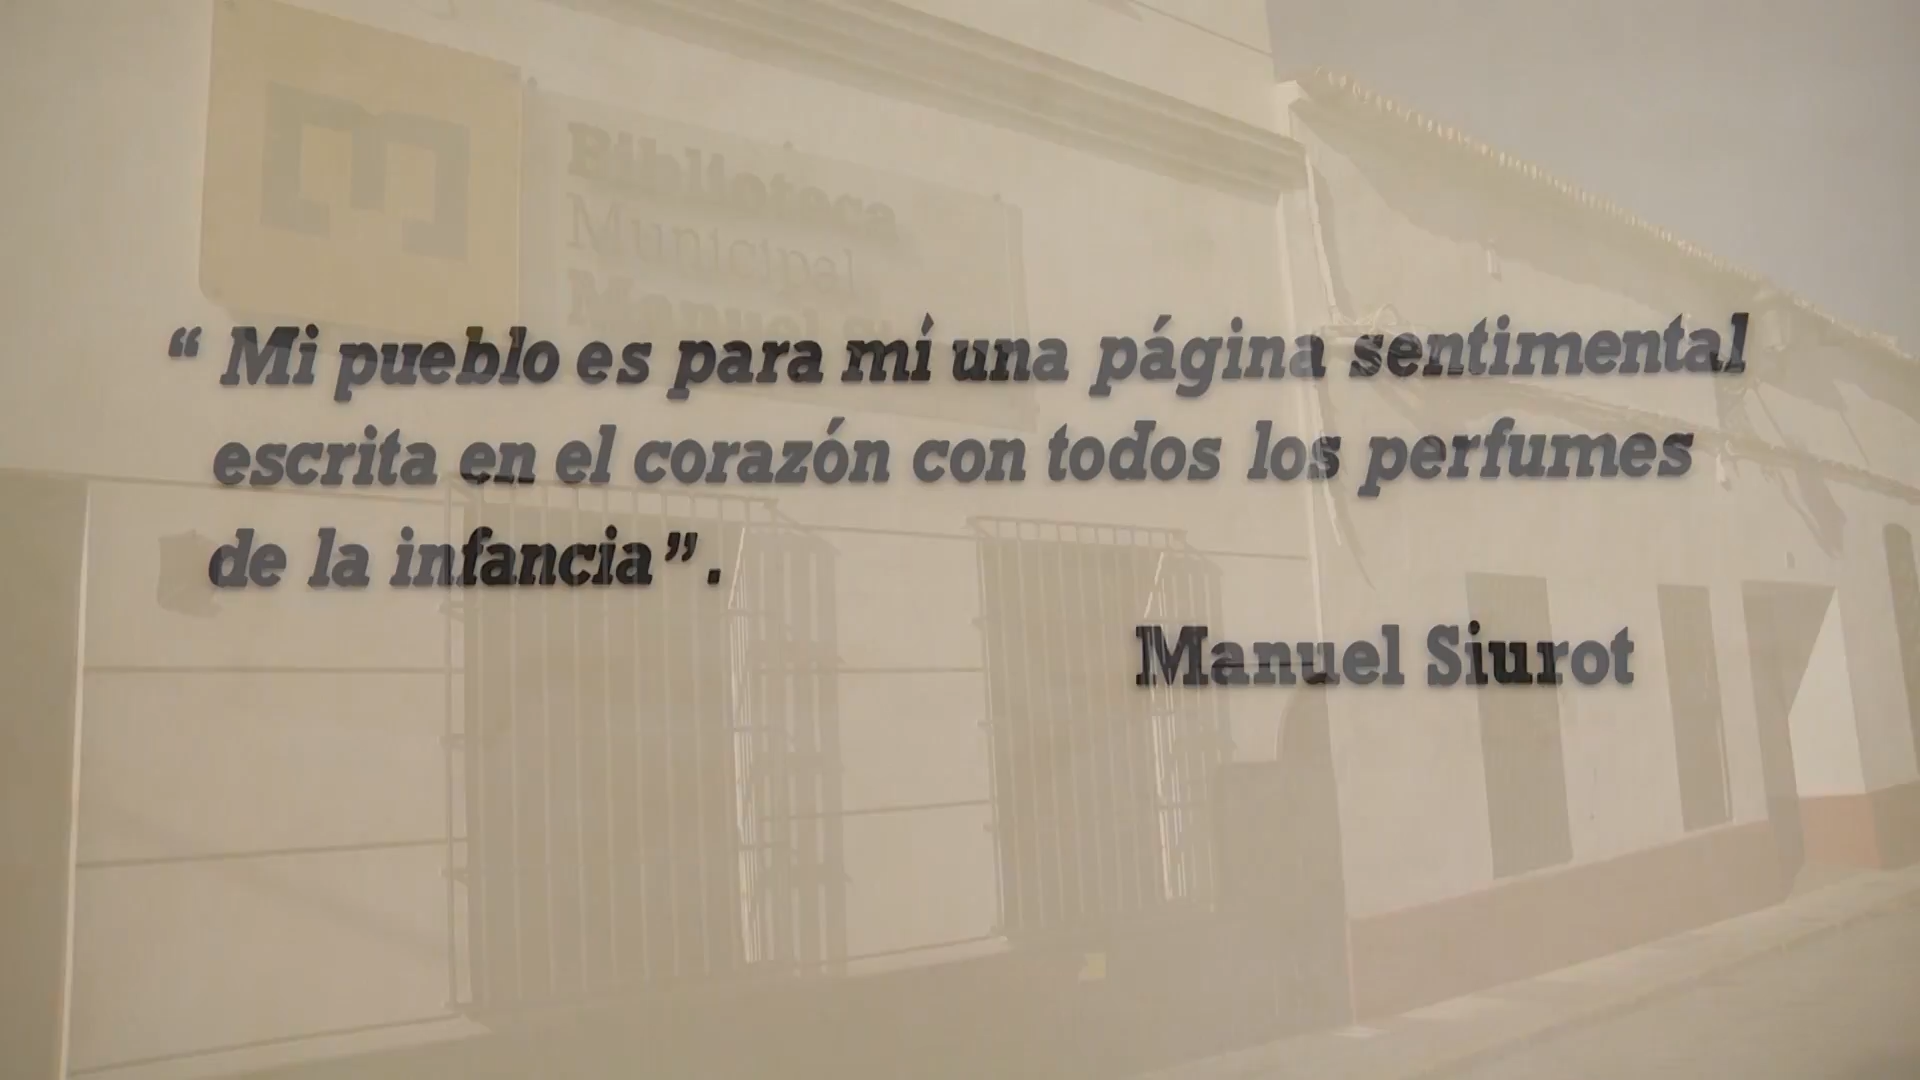 Biblioteca
Municipal
Manuel
“ Mi pueblo es para mí una página sentimental
escrita en el corazón con todos los perfumes
de la infancia”.
Manuel Siurot